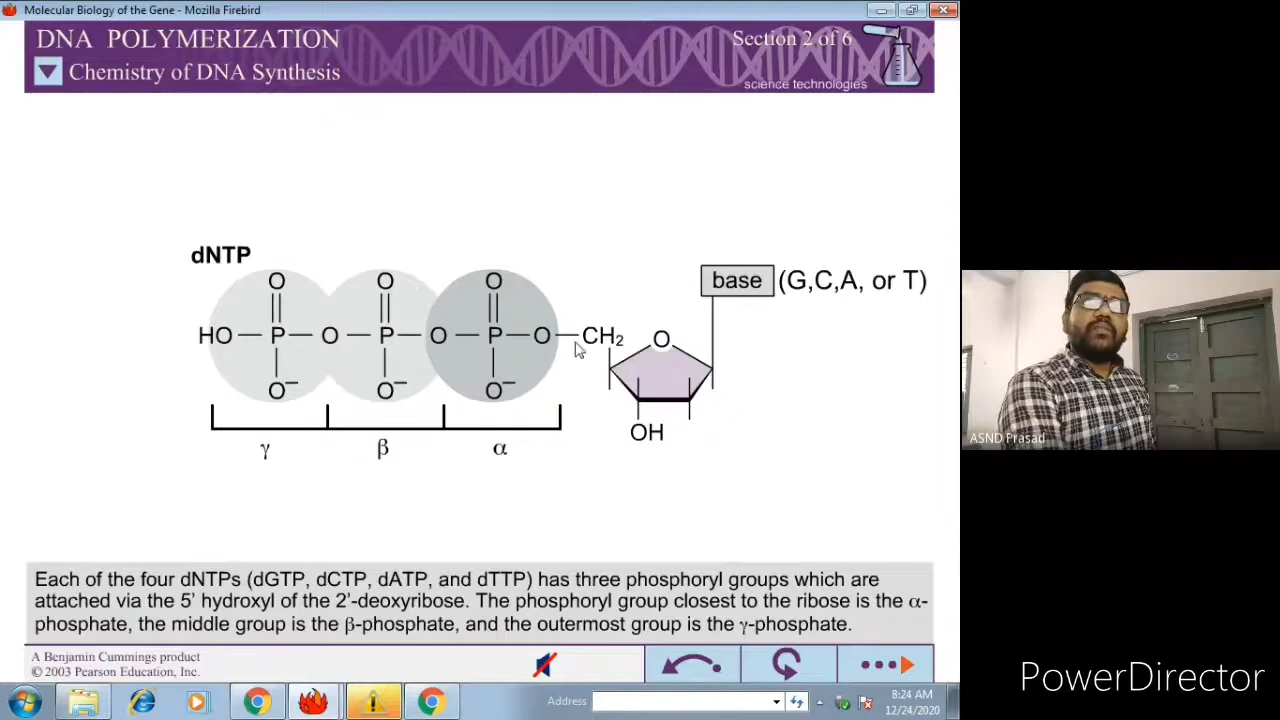 Molecular Biology of the Gene - Mozilla Firebird
DNA POLYMERIZATION
Section 2 of 6
Chemistry of DNA Synthesis
science technologies
dNTP
O O O
base (G,C,A, or T)
HO P O P O P O CH2
O
O− O− O−
OH
γ β α
ASND Prasad
Each of the four dNTPs (dGTP, dCTP, dATP, and dTTP) has three phosphoryl groups which are
attached via the 5' hydroxyl of the 2'-deoxyribose. The phosphoryl group closest to the ribose is the α-
phosphate, the middle group is the β-phosphate, and the outermost group is the γ-phosphate.
A Benjamin Cummings product
© 2003 Pearson Education, Inc.
Address
8:24 AM
12/24/2020
PowerDirector